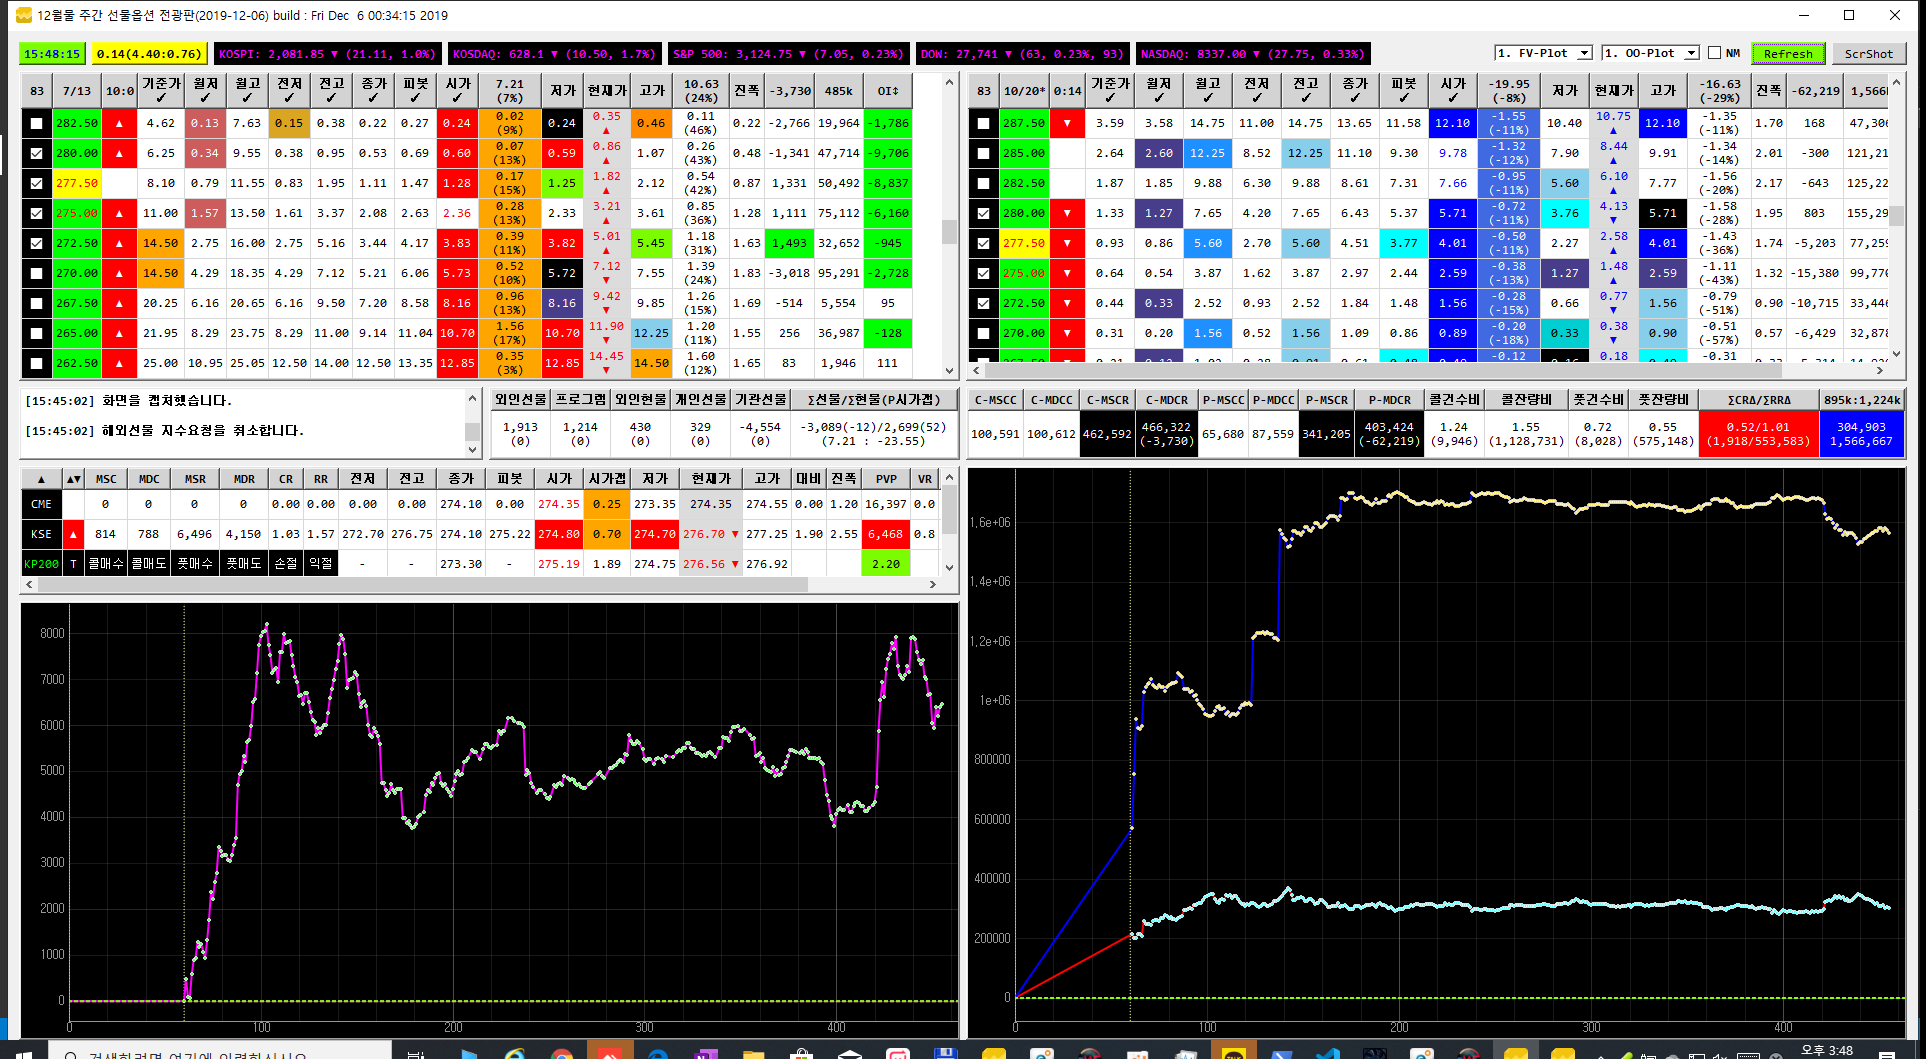 12월물 주간 선물옵션 전광판(2019-12-06) build : Fri Dec  6 00:34:15 2019
15:48:15 0.14(4.40:0.76) KOSPI: 2,081.85 ▼ (21.11, 1.0%) KOSDAQ: 628.1 ▼ (10.50, 1.7%) S&P 500: 3,124.75 ▼ (7.05, 0.23%) DOW: 27,741 ▼ (63, 0.23%, 93) NASDAQ: 8337.00 ▼ (27.75, 0.33%) 1. FV-Plot 1. OO-Plot NM Refresh ScrShot
83 7/13 10:0 기준가✓ 월저✓ 월고✓ 전저✓ 전고✓ 종가✓ 피봇✓ 시가✓ 7.21 (7%) 저가 현재가 고가 10.63 (24%) 진폭 -3,730 485k OI↕
282.50 ▲ 4.62 0.13 7.63 0.15 0.38 0.22 0.27 0.24 0.02 (9%) 0.24 0.35 ▲ 0.46 0.11 (46%) 0.22 -2,766 19,964 -1,786
280.00 ▲ 6.25 0.34 9.55 0.38 0.95 0.53 0.69 0.60 0.07 (13%) 0.59 0.86 ▲ 1.07 0.26 (43%) 0.48 -1,341 47,714 -9,706
277.50 8.10 0.79 11.55 0.83 1.95 1.11 1.47 1.28 0.17 (15%) 1.25 1.82 ▲ 2.12 0.54 (42%) 0.87 1,331 50,492 -8,837
275.00 ▲ 11.00 1.57 13.50 1.61 3.37 2.08 2.63 2.36 0.28 (13%) 2.33 3.21 ▲ 3.61 0.85 (36%) 1.28 1,111 75,112 -6,160
272.50 ▲ 14.50 2.75 16.00 2.75 5.16 3.44 4.17 3.83 0.39 (11%) 3.82 5.01 ▲ 5.45 1.18 (31%) 1.63 1,493 32,652 -945
270.00 ▲ 14.50 4.29 18.35 4.29 7.12 5.21 6.06 5.73 0.52 (10%) 5.72 7.12 ▼ 7.55 1.39 (24%) 1.83 -3,018 95,291 -2,728
267.50 ▲ 20.25 6.16 20.65 6.16 9.50 7.20 8.58 8.16 0.96 (13%) 8.16 9.42 ▼ 9.85 1.26 (15%) 1.69 -514 5,554 95
265.00 ▲ 21.95 8.29 23.75 8.29 11.00 9.14 11.04 10.70 1.56 (17%) 10.70 11.90 ▼ 12.25 1.20 (11%) 1.55 256 36,987 -128
262.50 ▲ 25.00 10.95 25.05 12.50 14.00 12.50 13.35 12.85 0.35 (3%) 12.85 14.45 ▼ 14.50 1.60 (12%) 1.65 83 1,946 111
83 10/20* 0:14 기준가✓ 월저✓ 월고✓ 전저✓ 전고✓ 종가✓ 피봇✓ 시가✓ -19.95 (-8%) 저가 현재가 고가 -16.63 (-29%) 진폭 -62,219 1,566
287.50 ▼ 3.59 3.58 14.75 11.00 14.75 13.65 11.58 12.10 -1.55 (-11%) 10.40 10.75 ▲ 12.10 -1.35 (-11%) 1.70 168 47,306
285.00 2.64 2.60 12.25 8.52 12.25 11.10 9.30 9.78 -1.32 (-12%) 7.90 8.44 ▲ 9.91 -1.34 (-14%) 2.01 -300 121,21
282.50 1.87 1.85 9.88 6.30 9.88 8.61 7.31 7.66 -0.95 (-11%) 5.60 6.10 ▲ 7.77 -1.56 (-20%) 2.17 -643 125,22
280.00 ▼ 1.33 1.27 7.65 4.20 7.65 6.43 5.37 5.71 -0.72 (-11%) 3.76 4.13 ▼ 5.71 -1.58 (-28%) 1.95 803 155,29
277.50 ▼ 0.93 0.86 5.60 2.70 5.60 4.51 3.77 4.01 -0.50 (-11%) 2.27 2.58 ▲ 4.01 -1.43 (-36%) 1.74 -5,203 77,259
275.00 ▼ 0.64 0.54 3.87 1.62 3.87 2.97 2.44 2.59 -0.38 (-13%) 1.27 1.48 ▲ 2.59 -1.11 (-43%) 1.32 -15,380 99,770
272.50 ▼ 0.44 0.33 2.52 0.93 2.52 1.84 1.48 1.56 -0.28 (-15%) 0.66 0.77 ▼ 1.56 -0.79 (-51%) 0.90 -10,715 33,446
270.00 ▼ 0.31 0.20 1.56 0.52 1.56 1.09 0.86 0.89 -0.20 (-18%) 0.33 0.38 ▼ 0.90 -0.51 (-57%) 0.57 -6,429 32,878
-0.12 0.18 -0.31
[15:45:02] 화면을 캡쳐했습니다.
[15:45:02] 해외선물 지수요청을 취소합니다.
외인선물 프로그램 외인현물 개인선물 기관선물 Σ선물/Σ현물(P시가갭)
1,913 (0) 1,214 (0) 430 (0) 329 (0) -4,554 (0) -3,089(-12)/2,699(52) (7.21 : -23.55)
C-MSCC C-MDCC C-MSCR C-MDCR P-MSCC P-MDCC P-MSCR P-MDCR 콜건수비 콜잔량비 풋건수비 풋잔량비 ΣCRΔ/ΣRRΔ 895k:1,224k
100,591 100,612 462,592 466,322 (-3,730) 65,680 87,559 341,205 403,424 (-62,219) 1.24 (9,946) 1.55 (1,128,731) 0.72 (8,028) 0.55 (575,148) 0.52/1.01 (1,918/553,583) 304,903 1,566,667
▲ ▲▼ MSC MDC MSR MDR CR RR 전저 전고 종가 피봇 시가 시가갭 저가 현재가 고가 대비 진폭 PVP VR
CME 0 0 0 0 0.00 0.00 0.00 0.00 274.10 0.00 274.35 0.25 273.35 274.35 274.55 0.00 1.20 16,397 0.0
KSE ▲ 814 788 6,496 4,150 1.03 1.57 272.70 276.75 274.10 275.22 274.80 0.70 274.70 276.70 ▼ 277.25 1.90 2.55 6,468 0.8
KP200 T 콜매수 콜매도 풋매수 풋매도 손절 익절 - - 273.30 - 275.19 1.89 274.75 276.56 ▼ 276.92 2.20
8000
7000
6000
5000
4000
3000
2000
1000
0
0 100 200 300 400
1,6e+06
1,4e+06
1,2e+06
1e+06
800000
600000
400000
200000
0
0 100 200 300 400
검색하려면 여기에 입력하십시오.
오후 3:48